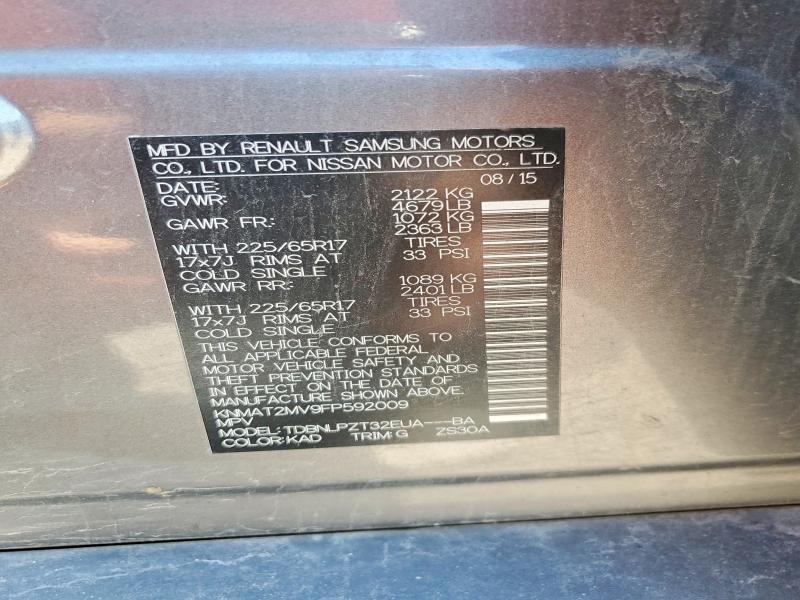 MFD BY RENAULT SAMSUNG MOTORS
CO., LTD. FOR NISSAN MOTOR CO., LTD.
DATE: 08/15
GVWR: 2122 KG
4679LB
GAWR FR: 1072 KG
2363 LB
WITH 225/65R17 TIRES
17x7J RIMS AT 33 PSI
COLD SINGLE
GAWR RR: 1089 KG
2401LB
WITH 225/65R17 TIRES
17x7J RIMS AT 33 PSI
COLD SINGLE
THIS VEHICLE CONFORMS TO
ALL APPLICABLE FEDERAL
MOTOR VEHICLE SAFETY AND
THEFT PREVENTION STANDARDS
IN EFFECT ON THE DATE OF
MANUFACTURE SHOWN ABOVE.
KNMAT2MV9FP592009
MPV
MODEL: TDBNLPZT32EUA---BA
COLOR:KAD TRIM:G ZS30A